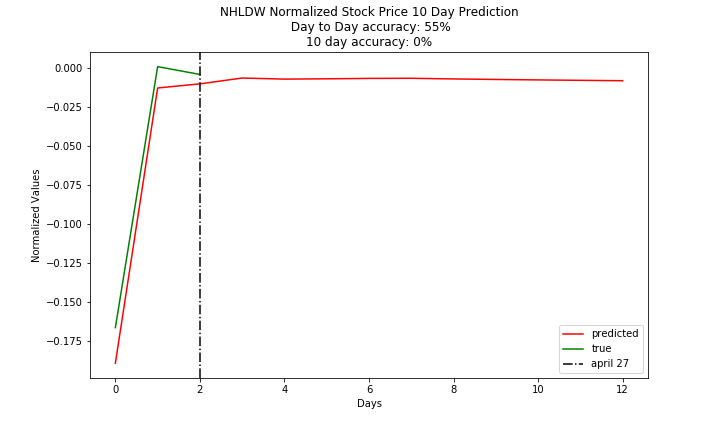 NHLDW Normalized Stock Price 10 Day Prediction
Day to Day accuracy: 55%
10 day accuracy: 0%
0.000
−0.025
−0.050
−0.075
−0.100
−0.125
−0.150
−0.175
Normalized Values
0 2 4 6 8 10 12
Days
predicted
true
april 27